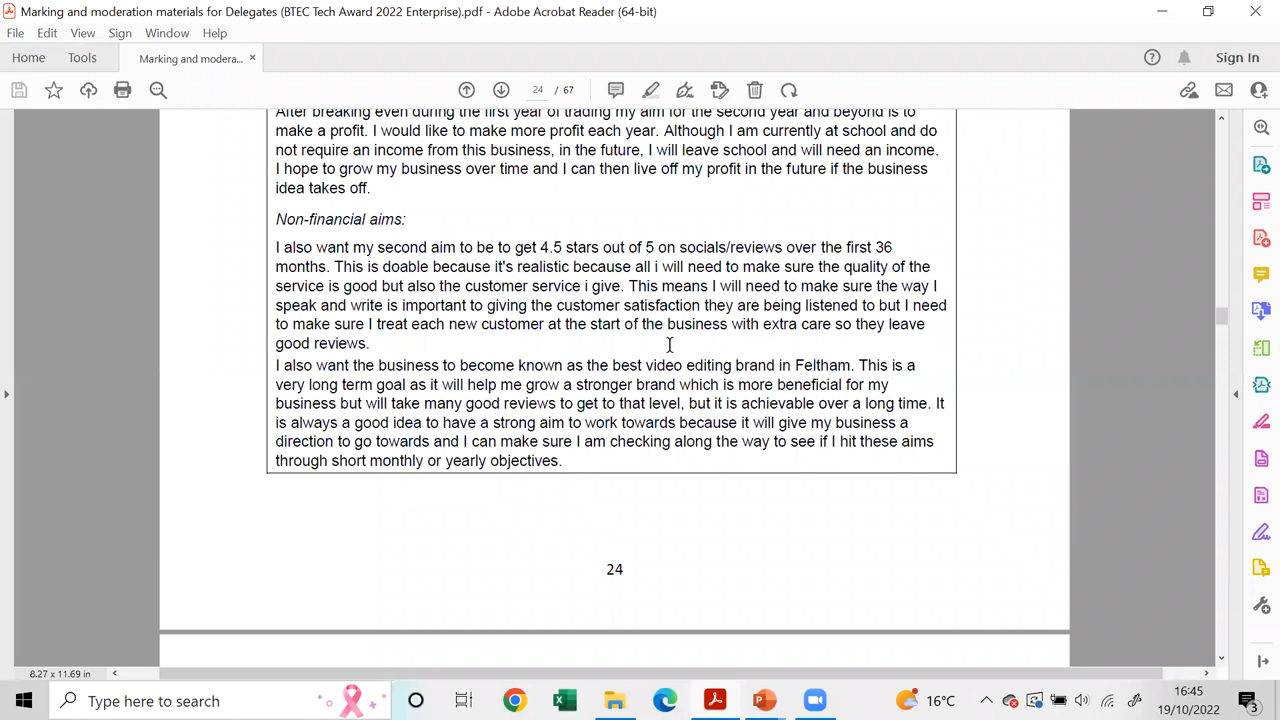 Marking and moderation materials for Delegates (BTEC Tech Award 2022 Enterprise).pdf - Adobe Acrobat Reader (64-bit)
File Edit View Sign Window Help
Home Tools Marking and modera... ×
Sign In
24 / 67
After breaking even during the first year of trading my aim for the second year and beyond is to
make a profit. I would like to make more profit each year. Although I am currently at school and do
not require an income from this business, in the future, I will leave school and will need an income.
I hope to grow my business over time and I can then live off my profit in the future if the business
idea takes off.
Non-financial aims:
I also want my second aim to be to get 4.5 stars out of 5 on socials/reviews over the first 36
months. This is doable because it's realistic because all i will need to make sure the quality of the
service is good but also the customer service i give. This means I will need to make sure the way I
speak and write is important to giving the customer satisfaction they are being listened to but I need
to make sure I treat each new customer at the start of the business with extra care so they leave
good reviews.
I also want the business to become known as the best video editing brand in Feltham. This is a
very long term goal as it will help me grow a stronger brand which is more beneficial for my
business but will take many good reviews to get to that level, but it is achievable over a long time. It
is always a good idea to have a strong aim to work towards because it will give my business a
direction to go towards and I can make sure I am checking along the way to see if I hit these aims
through short monthly or yearly objectives.
24
8.27 x 11.69 in
Type here to search
16°C
16:45
19/10/2022
3